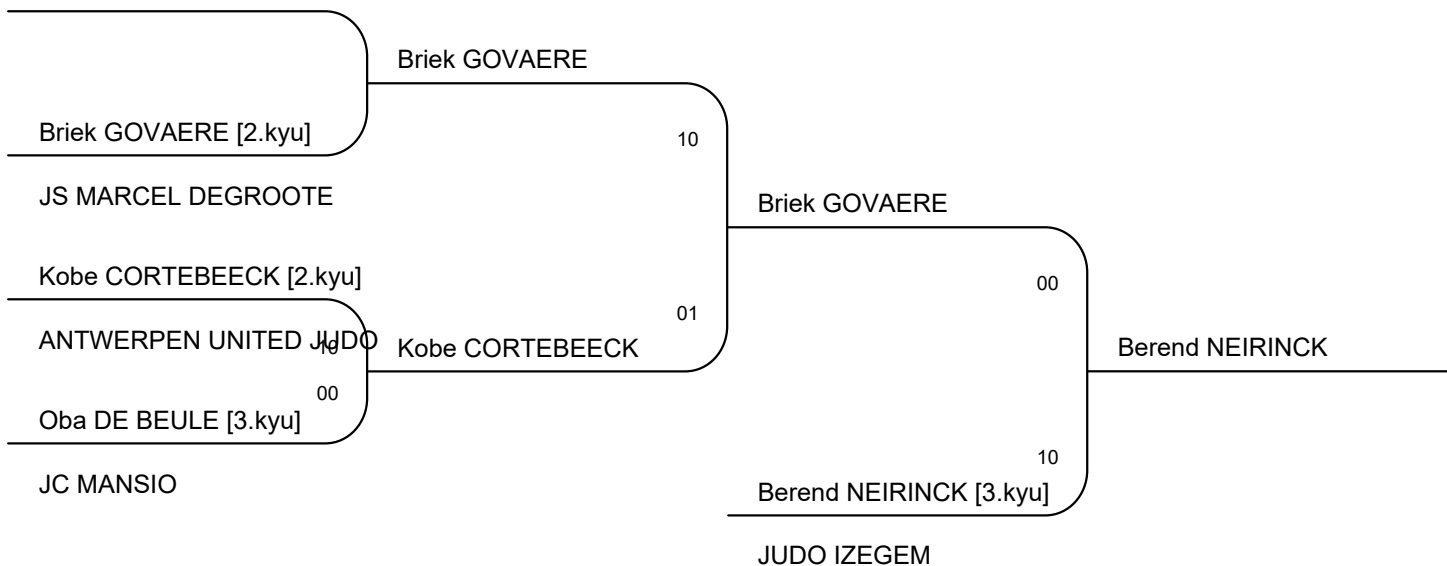 Briek GOVAERE
Briek GOVAERE [2.kyu]
10
JS MARCEL DEGROOTE
Briek GOVAERE
Kobe CORTEBEECK [2.kyu]
00
01
ANTWERPEN UNITED JUDO
10
Kobe CORTEBEECK
Berend NEIRINCK
00
Oba DE BEULE [3.kyu]
10
JC MANSIO
Berend NEIRINCK [3.kyu]
JUDO IZEGEM